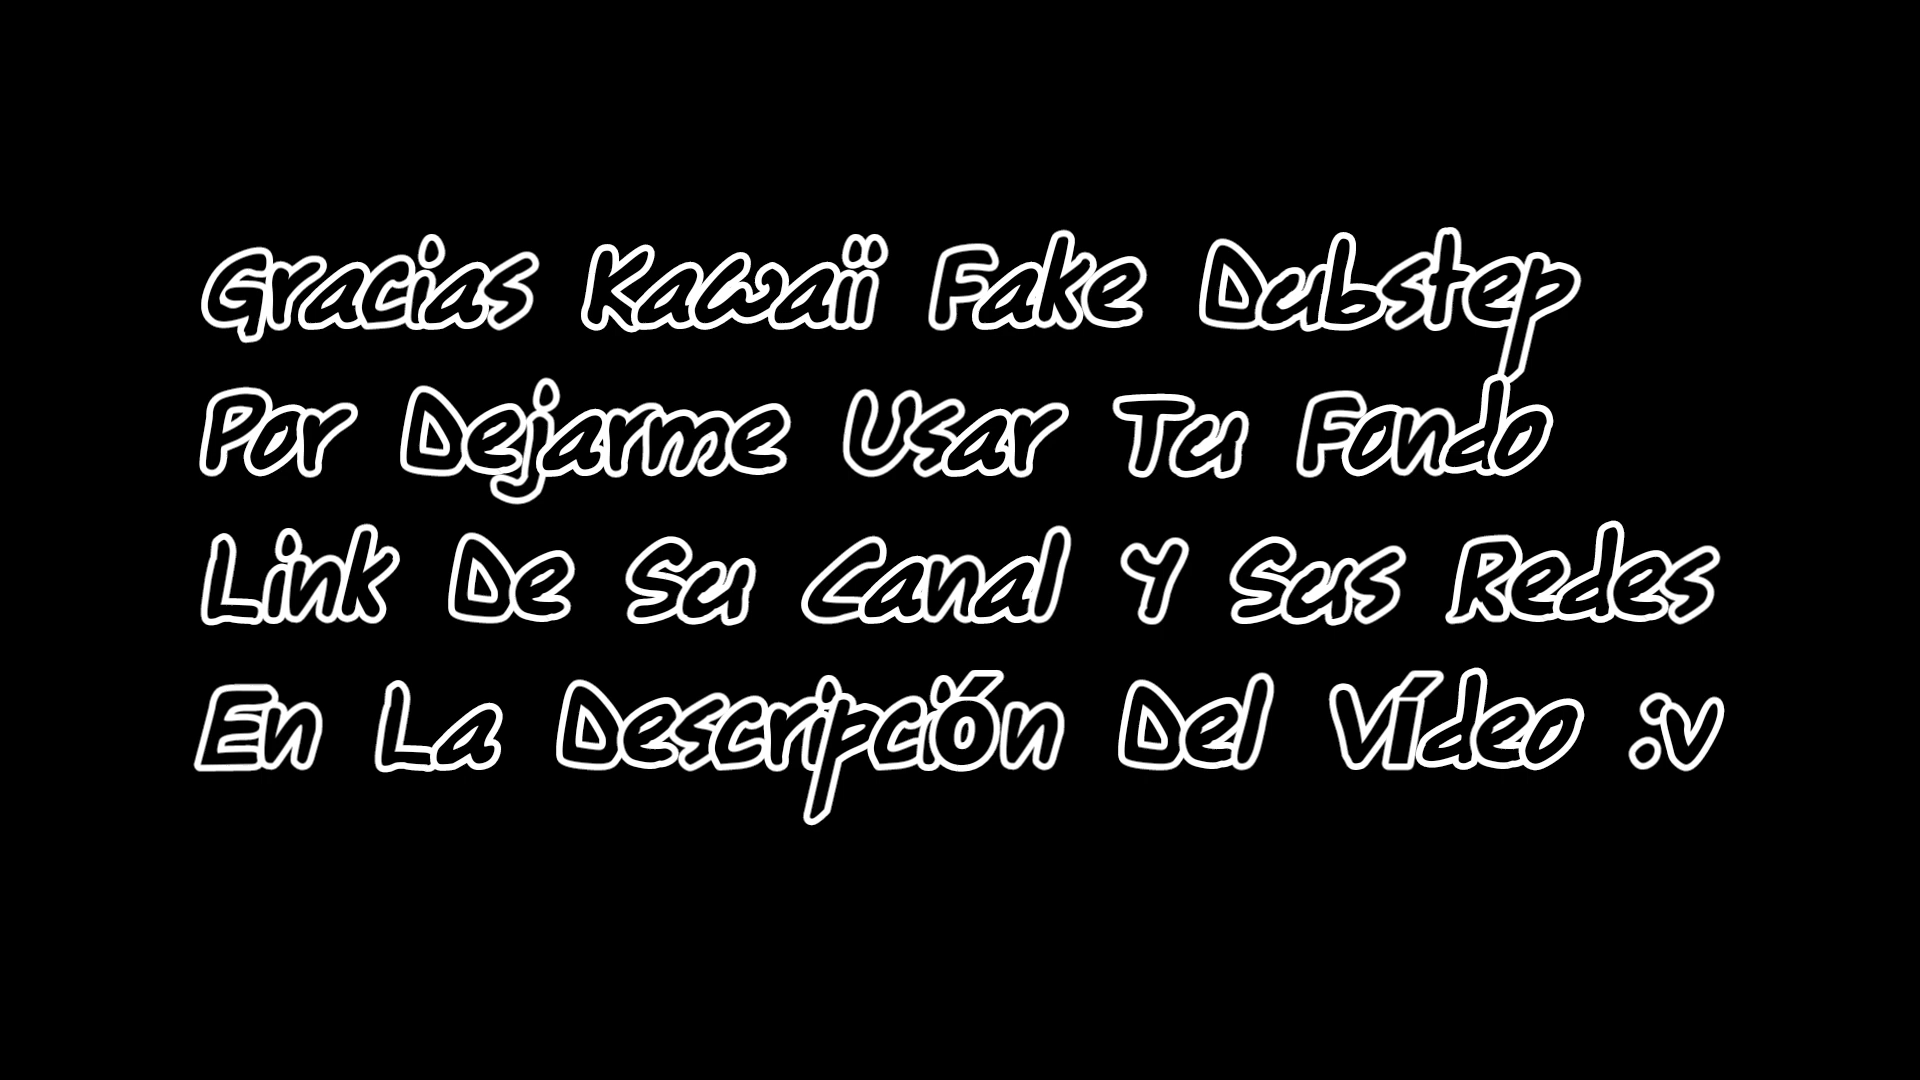 Gracias Kawaii Fake Dubstep
Por Dejarme Usar Tu Fondo
Link De Su Canal Y Sus Redes
En La Descripción Del Vídeo :v